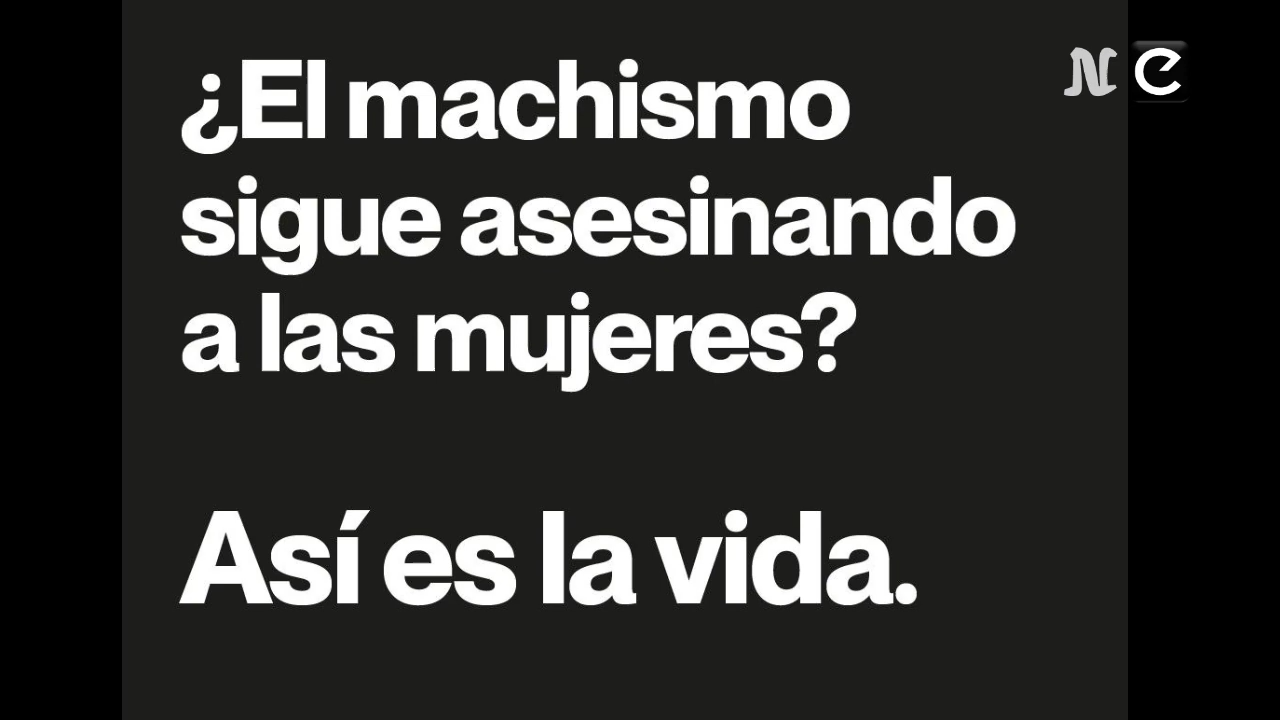 ¿El machismo
sigue asesinando
a las mujeres?
Así es la vida.
N e